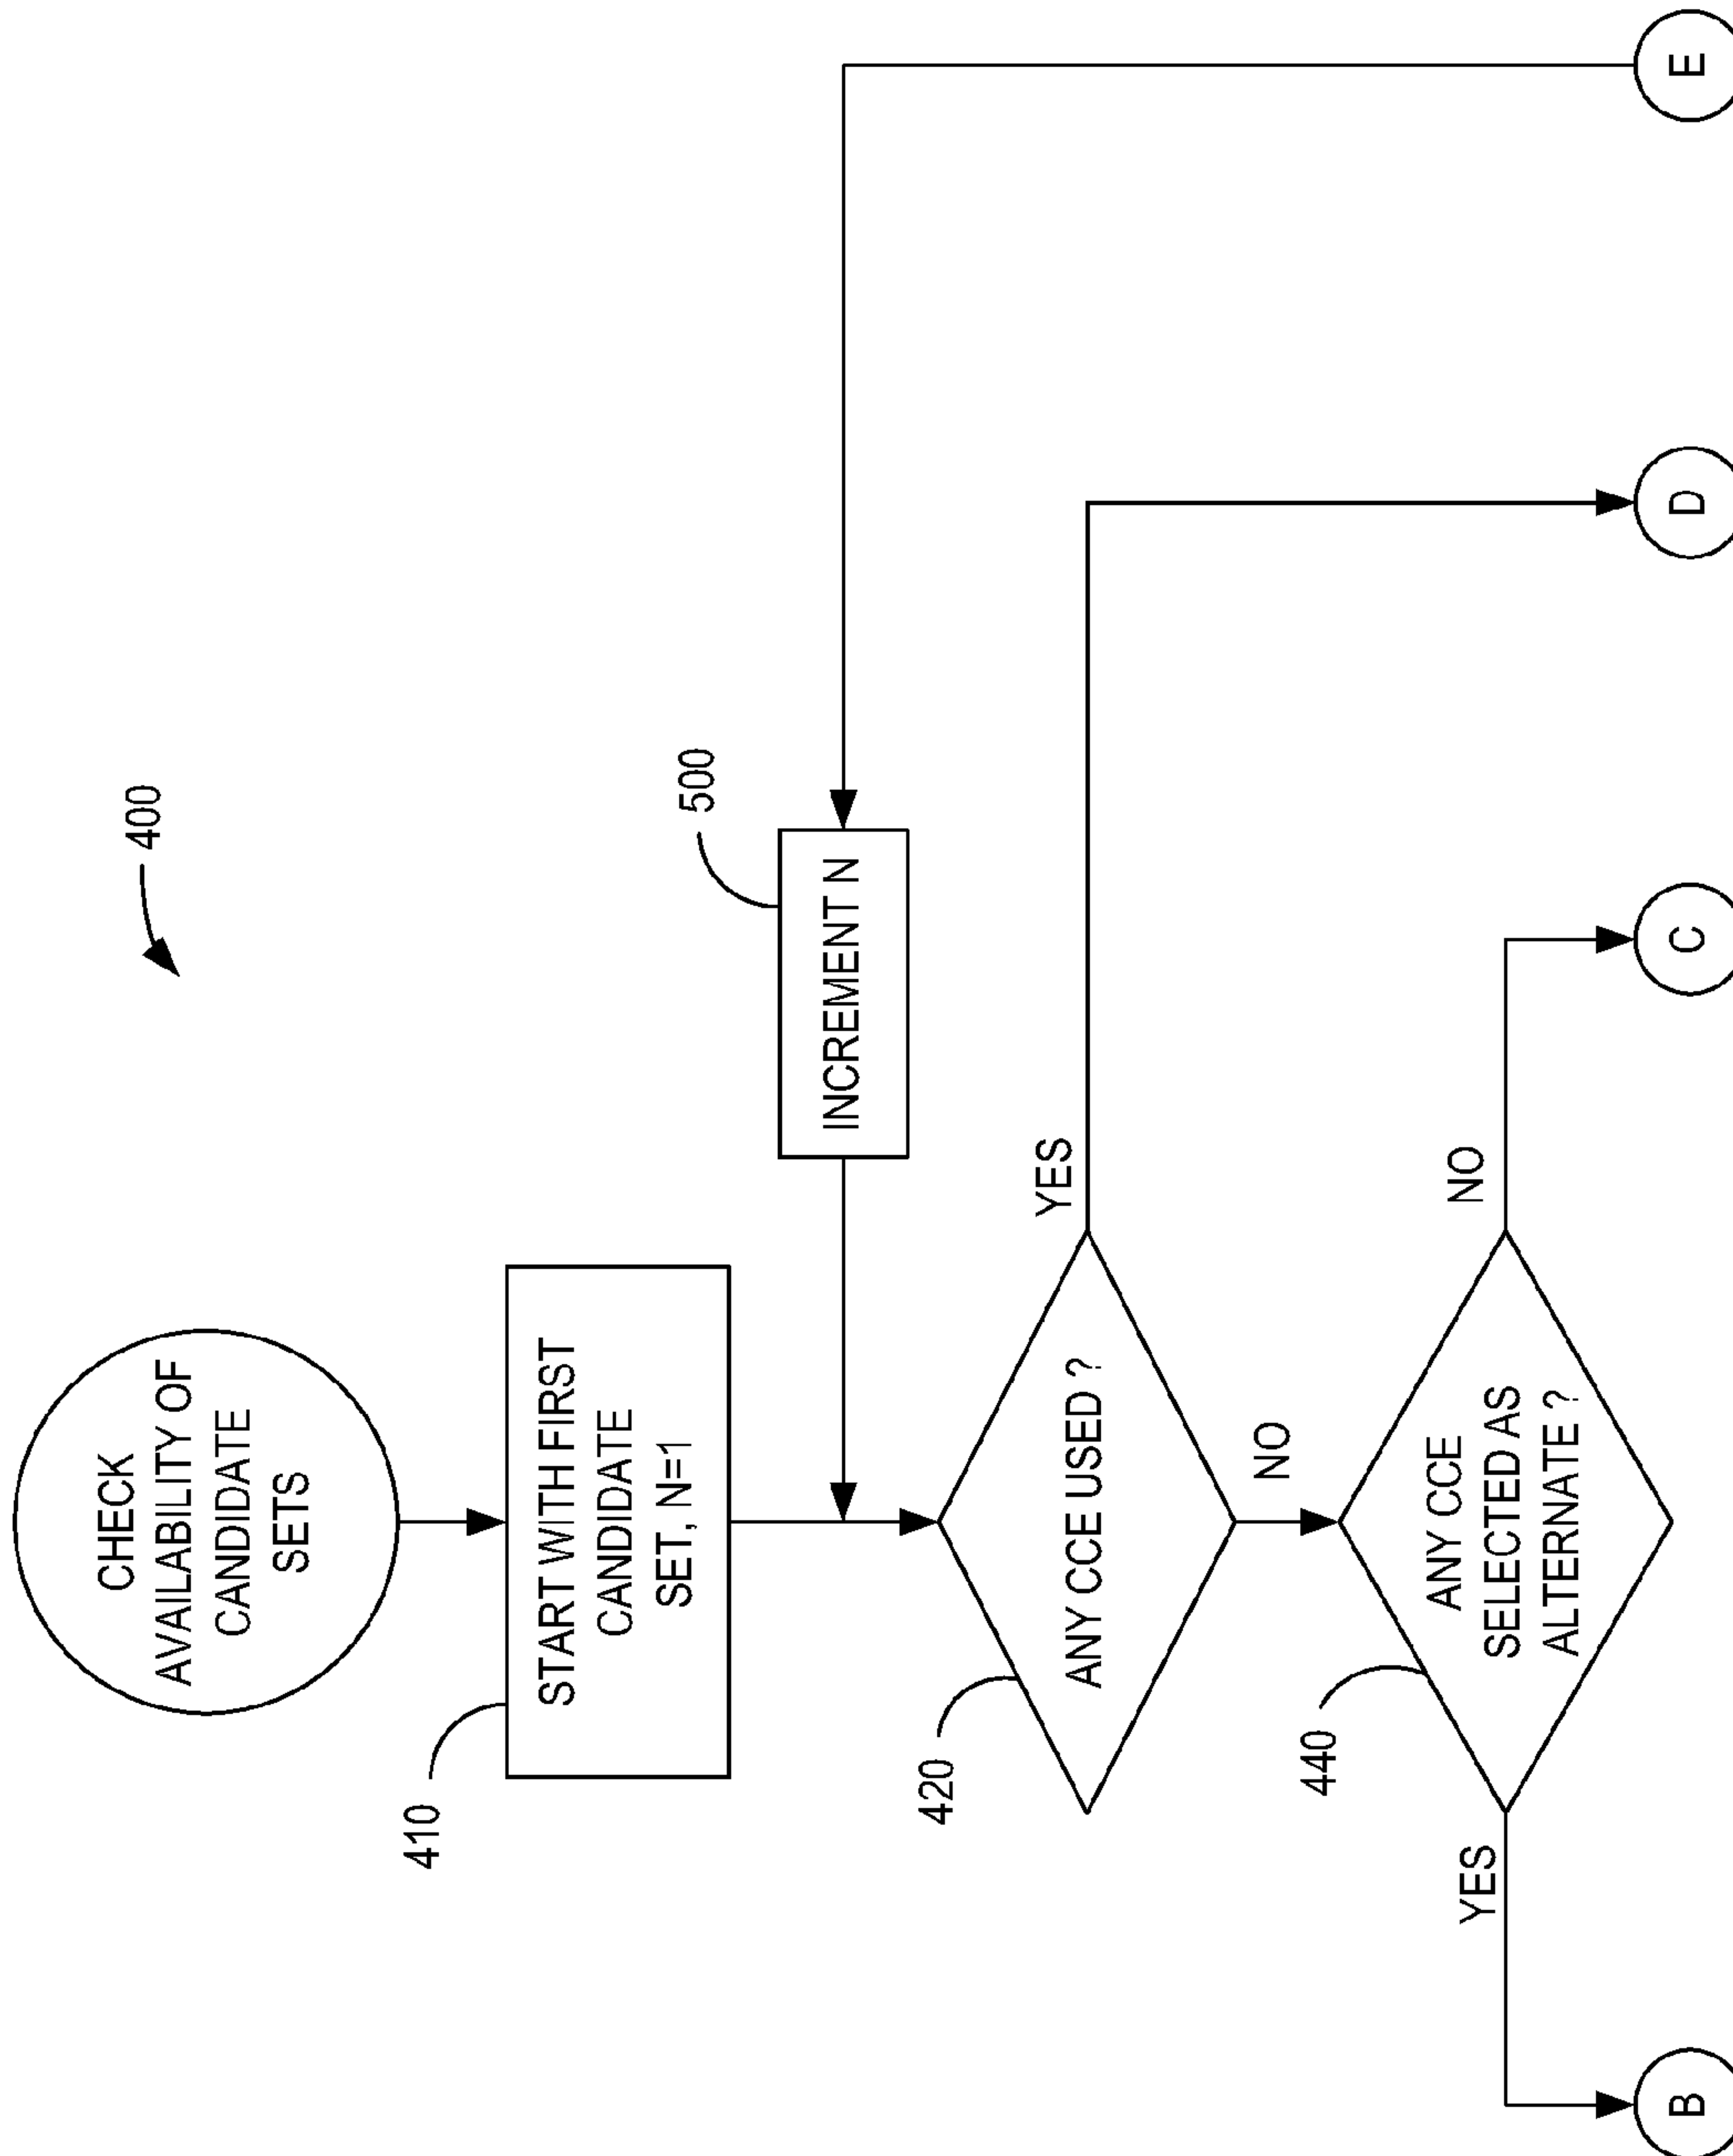 400
CHECK
AVAILABILITY OF
CANDIDATE
SETS
410
START WITH FIRST
CANDIDATE
SET, N=1
500
INCREMENT N
420
ANY CCE USED ?
YES
NO
440
ANY CCE
SELECTED AS
ALTERNATE ?
YES
NO
B
C
D
E